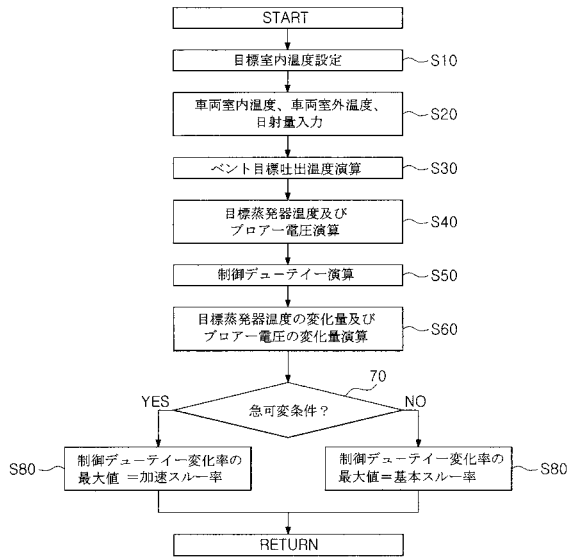 START
目標室内温度設定
S10
車両室内温度、車両室外温度、
日射量入力
S20
ベント目標吐出温度演算
S30
目標蒸発器温度及び
ブロアー電圧演算
S40
制御デューテイー演算
S50
目標蒸発器温度の変化量及び
ブロアー電圧の変化量演算
S60
70
急可変条件？
YES
NO
S80
制御デューテイー変化率の
最大値 ＝加速スルー率
制御デューテイー変化率の
最大値＝基本スルー率
S80
RETURN